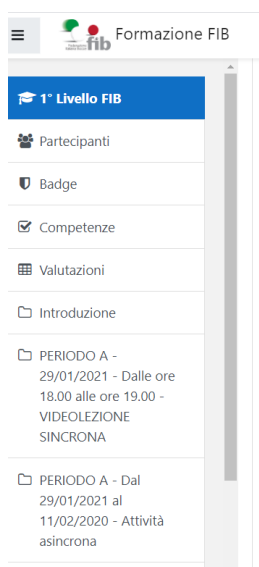 Formazione FIB
fib
1° Livello FIB
Partecipanti
Badge
Competenze
Valutazioni
Introduzione
PERIODO A -
29/01/2021 - Dalle ore
18.00 alle ore 19.00 -
VIDEOLEZIONE
SINCRONA
PERIODO A - Dal
29/01/2021 al
11/02/2020 - Attività
asincrona